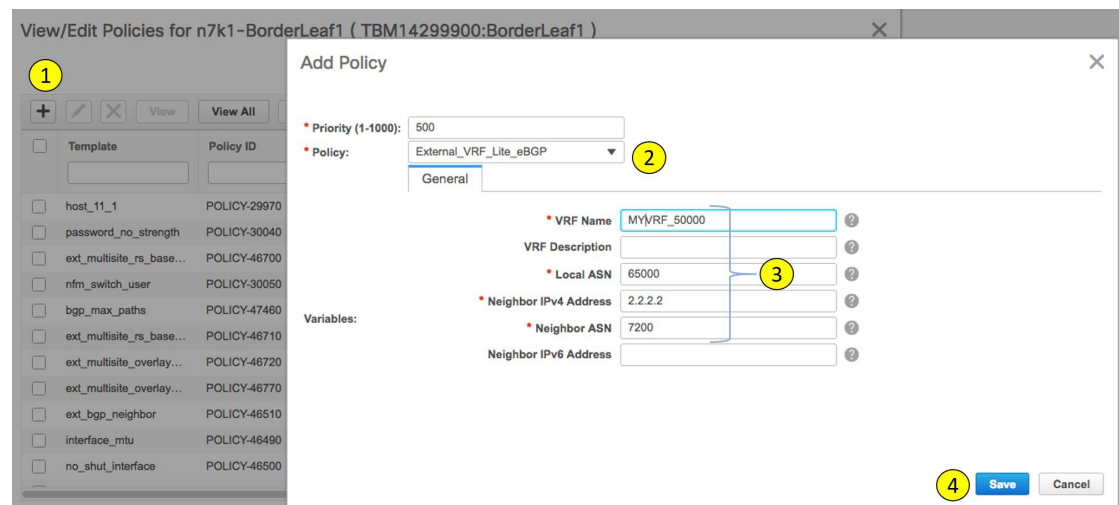 View/Edit Policies for n7k1-BorderLeaf1 ( TBM14299900:BorderLeaf1 )
1
View
View All
Template
Policy ID
host_11_1 POLICY-29970
password_no_strength POLICY-30040
ext_multisite_rs_base... POLICY-46700
nfm_switch_user POLICY-30050
bgp_max_paths POLICY-47460
ext_multisite_rs_base... POLICY-46710
ext_multisite_overlay... POLICY-46720
ext_multisite_overlay... POLICY-46770
ext_bgp_neighbor POLICY-46510
interface_mtu POLICY-46490
no_shut_interface POLICY-46500
Add Policy
* Priority (1-1000): 500
* Policy: External_VRF_Lite_eBGP
2
General
Variables:
* VRF Name MYVRF_50000
VRF Description
* Local ASN 65000
3
* Neighbor IPv4 Address 2.2.2.2
* Neighbor ASN 7200
Neighbor IPv6 Address
4
Save
Cancel